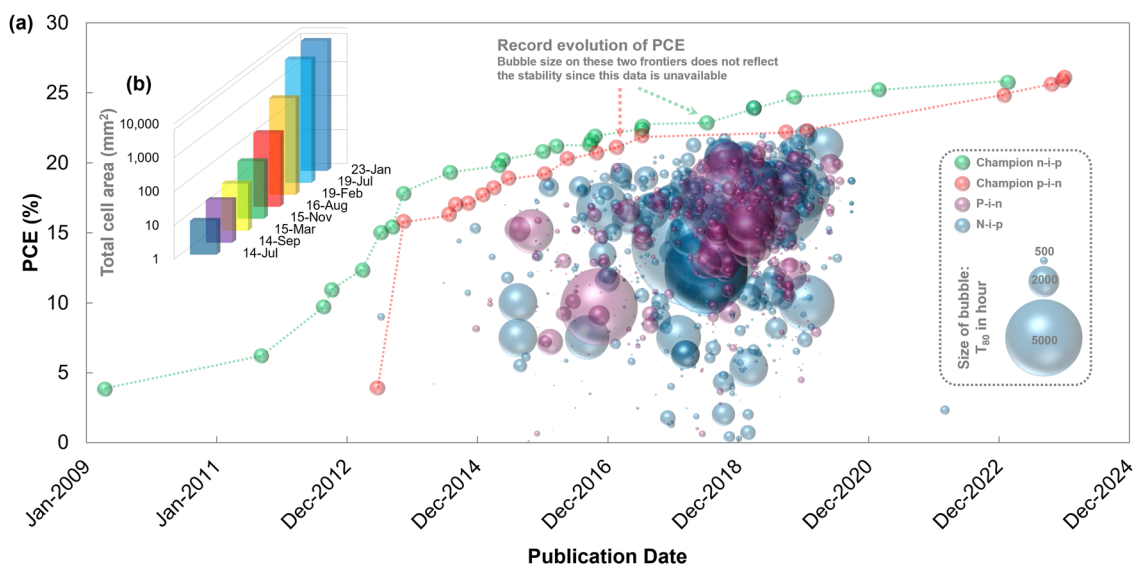 (a)
30
25
20
15
10
5
0
PCE (%)
Record evolution of PCE
Bubble size on these two frontiers does not reflect
the stability since this data is unavailable
(b)
10,000
1,000
100
10
1
Total cell area (mm²)
23-Jan
19-Jul
19-Feb
16-Aug
15-Nov
15-Mar
14-Sep
14-Jul
Champion n-i-p
Champion p-i-n
P-i-n
N-i-p
Size of bubble:
T₈₀ in hour
500
2000
5000
Jan-2009
Jan-2011
Dec-2012
Dec-2014
Dec-2016
Dec-2018
Dec-2020
Dec-2022
Dec-2024
Publication Date